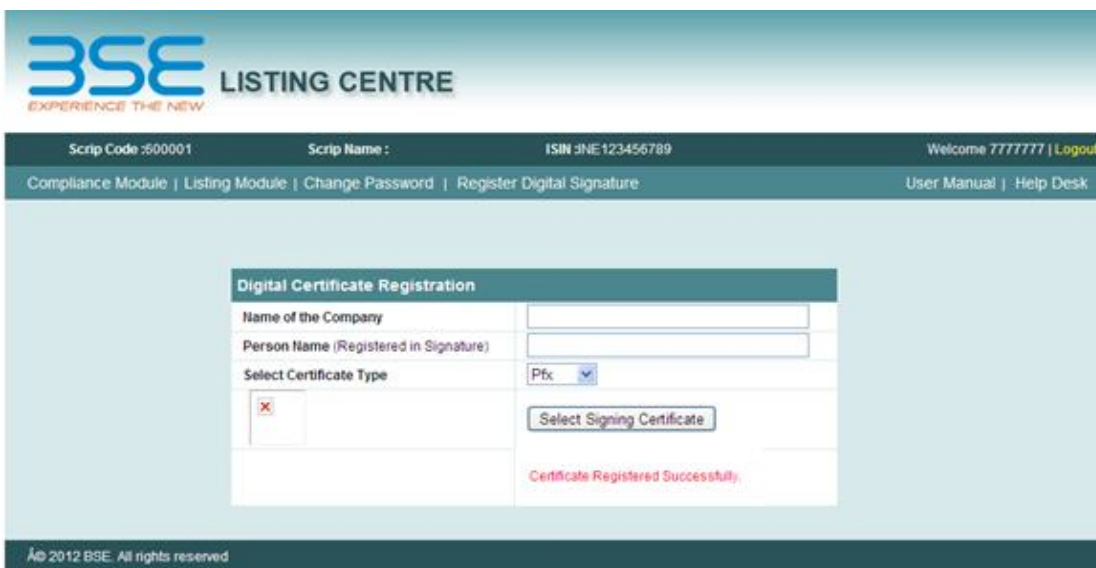 BSE LISTING CENTRE
EXPERIENCE THE NEW
Scrip Code :600001 Scrip Name : ISIN :INE123456789 Welcome 7777777 | Logout
Compliance Module | Listing Module | Change Password | Register Digital Signature User Manual | Help Desk
Digital Certificate Registration
Name of the Company
Person Name (Registered in Signature)
Select Certificate Type Pfx
Select Signing Certificate
Certificate Registered Successfully.
Â© 2012 BSE. All rights reserved